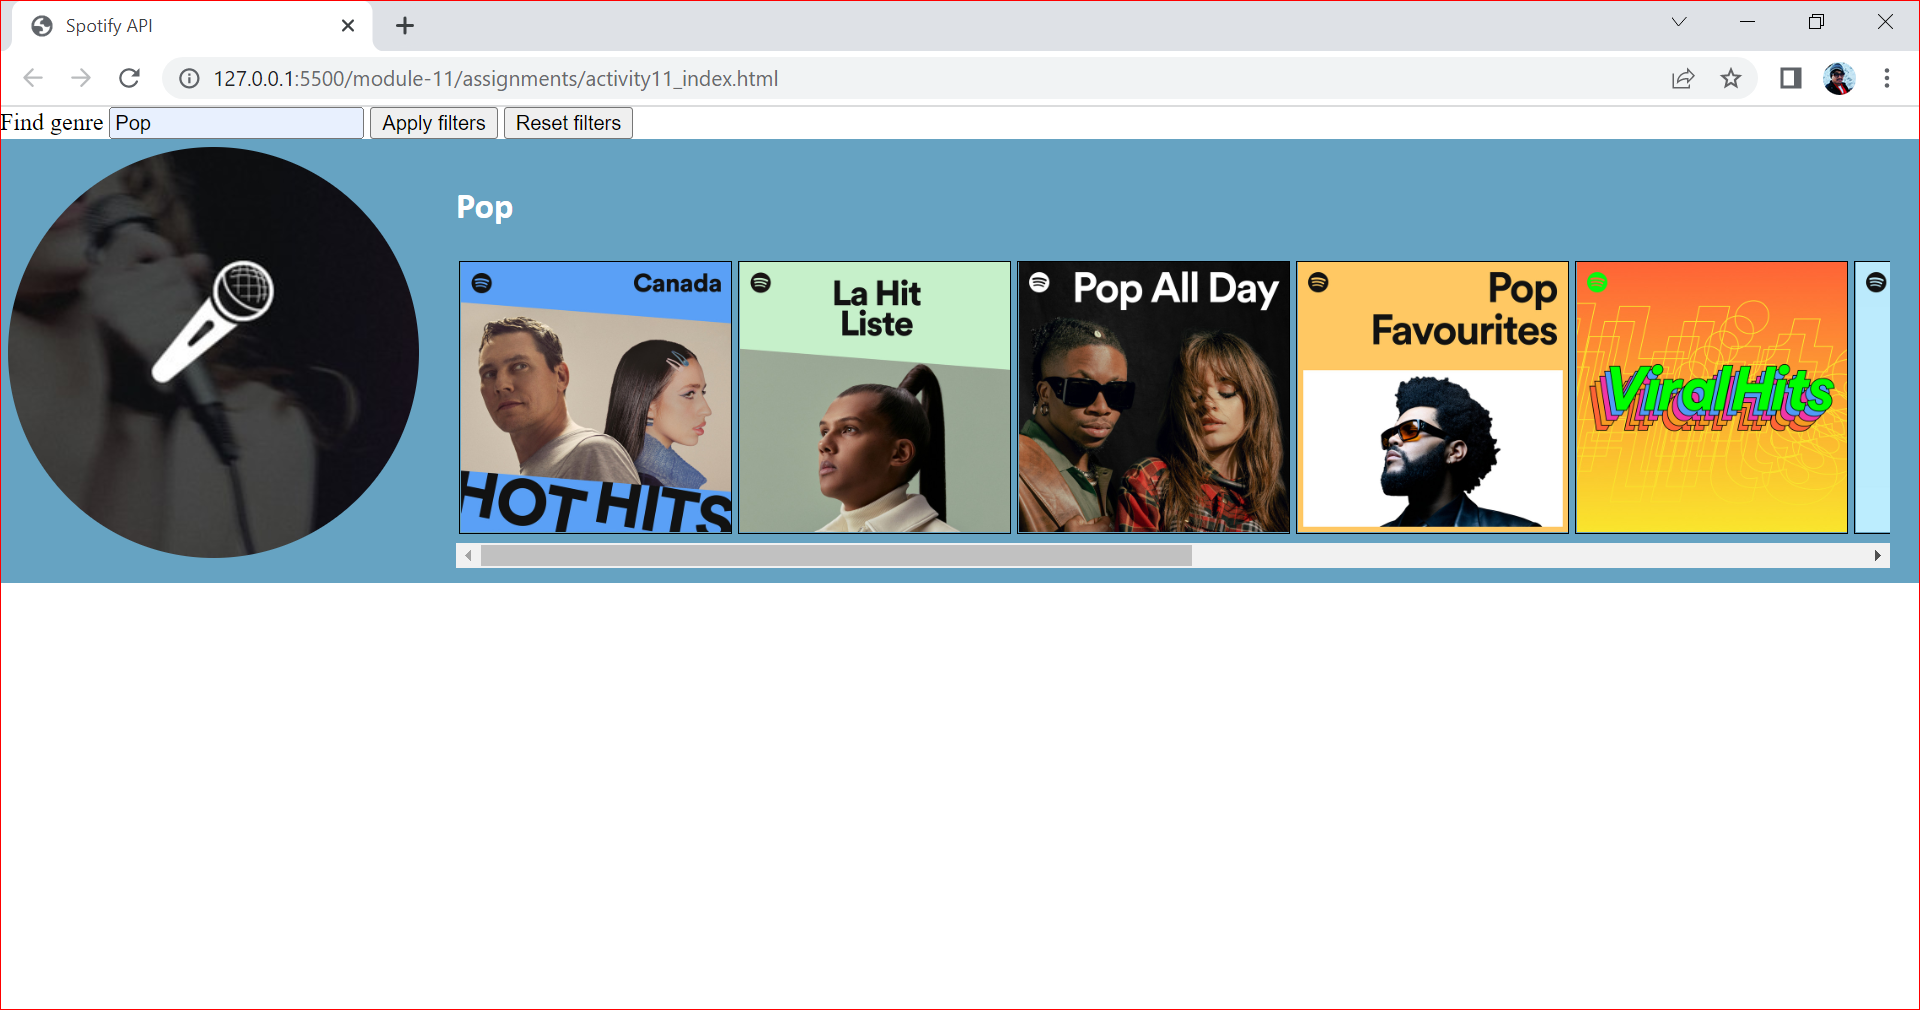 Spotify API
127.0.0.1:5500/module-11/assignments/activity11_index.html
Find genre Pop Apply filters Reset filters
Pop
Canada
HOT HITS
La Hit
Liste
Pop All Day
Pop
Favourites
Viral Hits